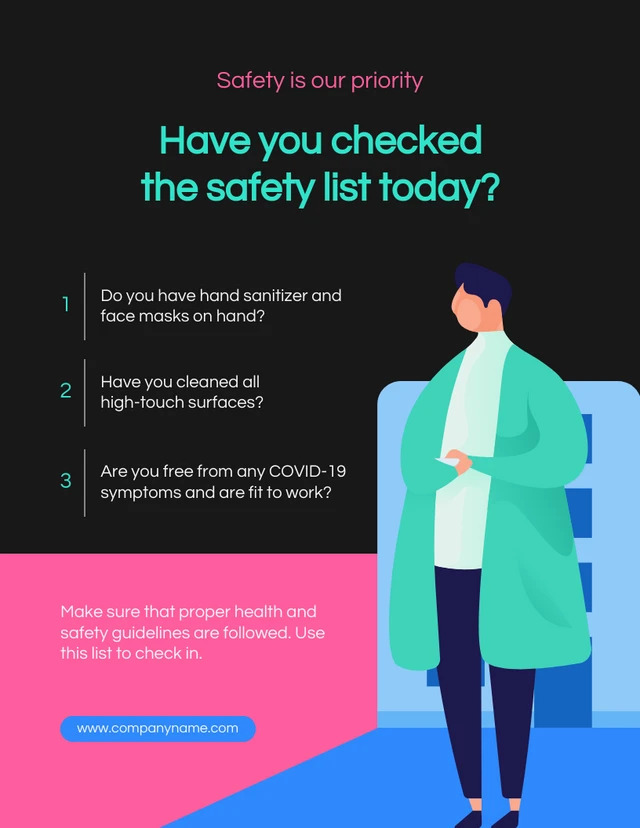 Safety is our priority
Have you checked
the safety list today?
1
Do you have hand sanitizer and
face masks on hand?
2
Have you cleaned all
high-touch surfaces?
3
Are you free from any COVID-19
symptoms and are fit to work?
Make sure that proper health and
safety guidelines are followed. Use
this list to check in.
www.companyname.com